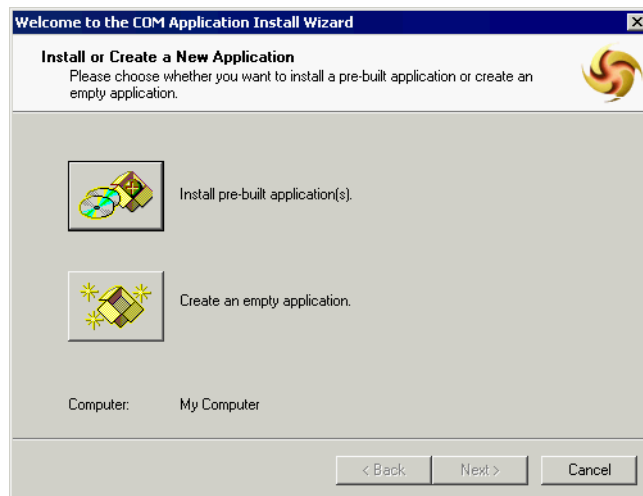 Welcome to the COM Application Install Wizard
Install or Create a New Application
Please choose whether you want to install a pre-built application or create an
empty application.
Install pre-built application(s).
Create an empty application.
Computer: My Computer
< Back Next > Cancel